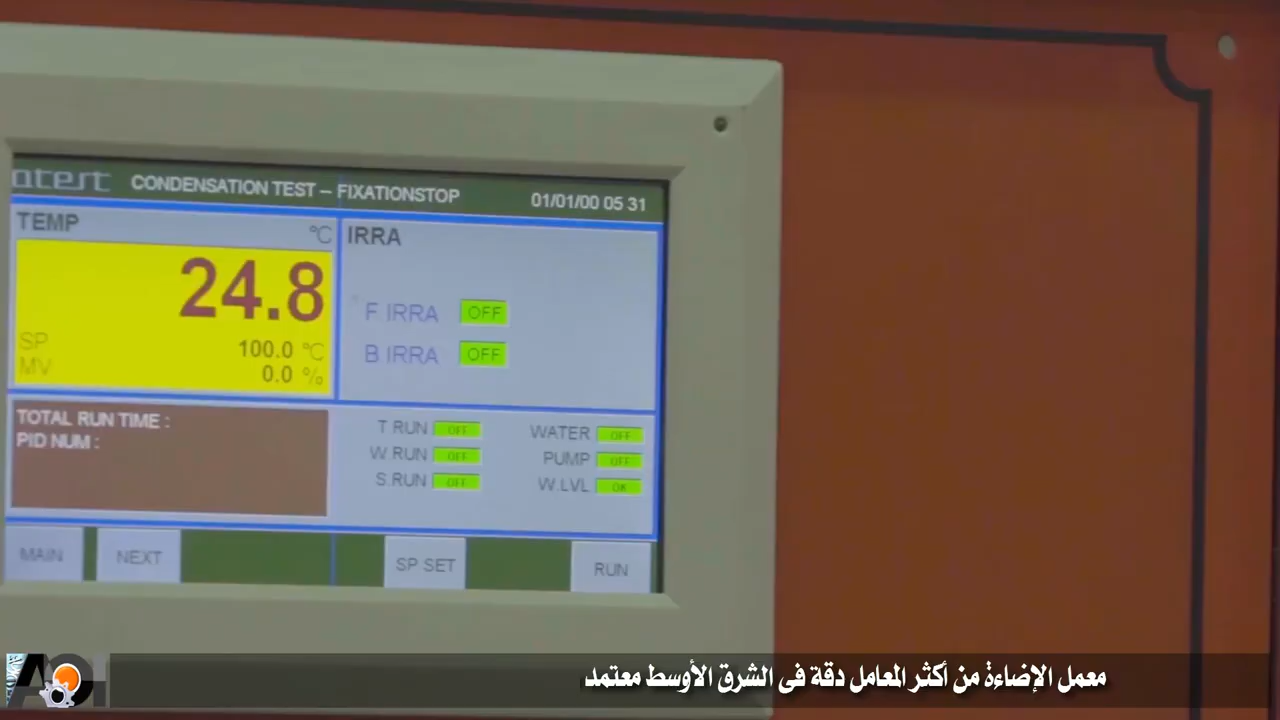 CONDENSATION TEST – FIXATIONSTOP 01/01/00 05 31
TEMP °C
24.8
SP 100.0 °C
MV 0.0 %
IRRA
F IRRA OFF
B.IRRA OFF
TOTAL RUN TIME :
PID NUM :
T RUN OFF
W.RUN OFF
S.RUN OFF
WATER OFF
PUMP OFF
W.LVL OK
MAIN NEXT SP SET RUN
معمل الإضاءة من أكثر المعامل دقة فى الشرق الأوسط معتمد